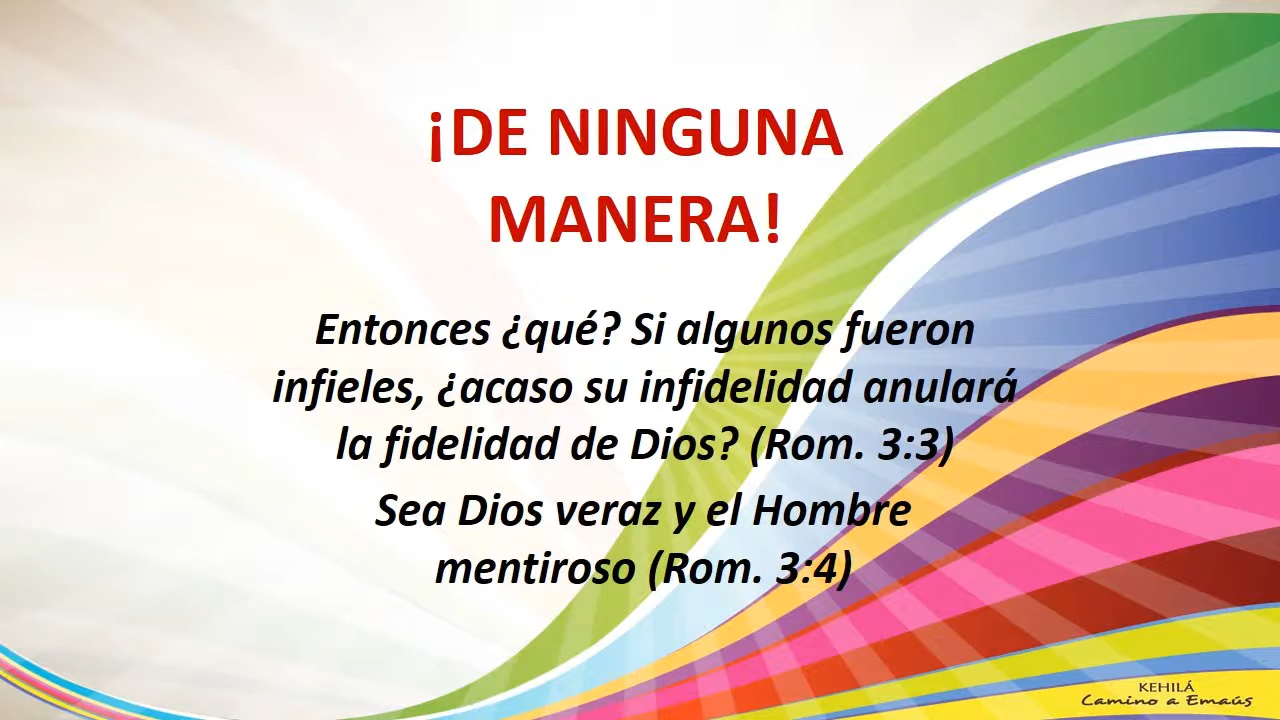 ¡DE NINGUNA
MANERA!
Entonces ¿qué? Si algunos fueron
infieles, ¿acaso su infidelidad anulará
la fidelidad de Dios? (Rom. 3:3)
Sea Dios veraz y el Hombre
mentiroso (Rom. 3:4)
KEHILÁ
Camino a Emaús